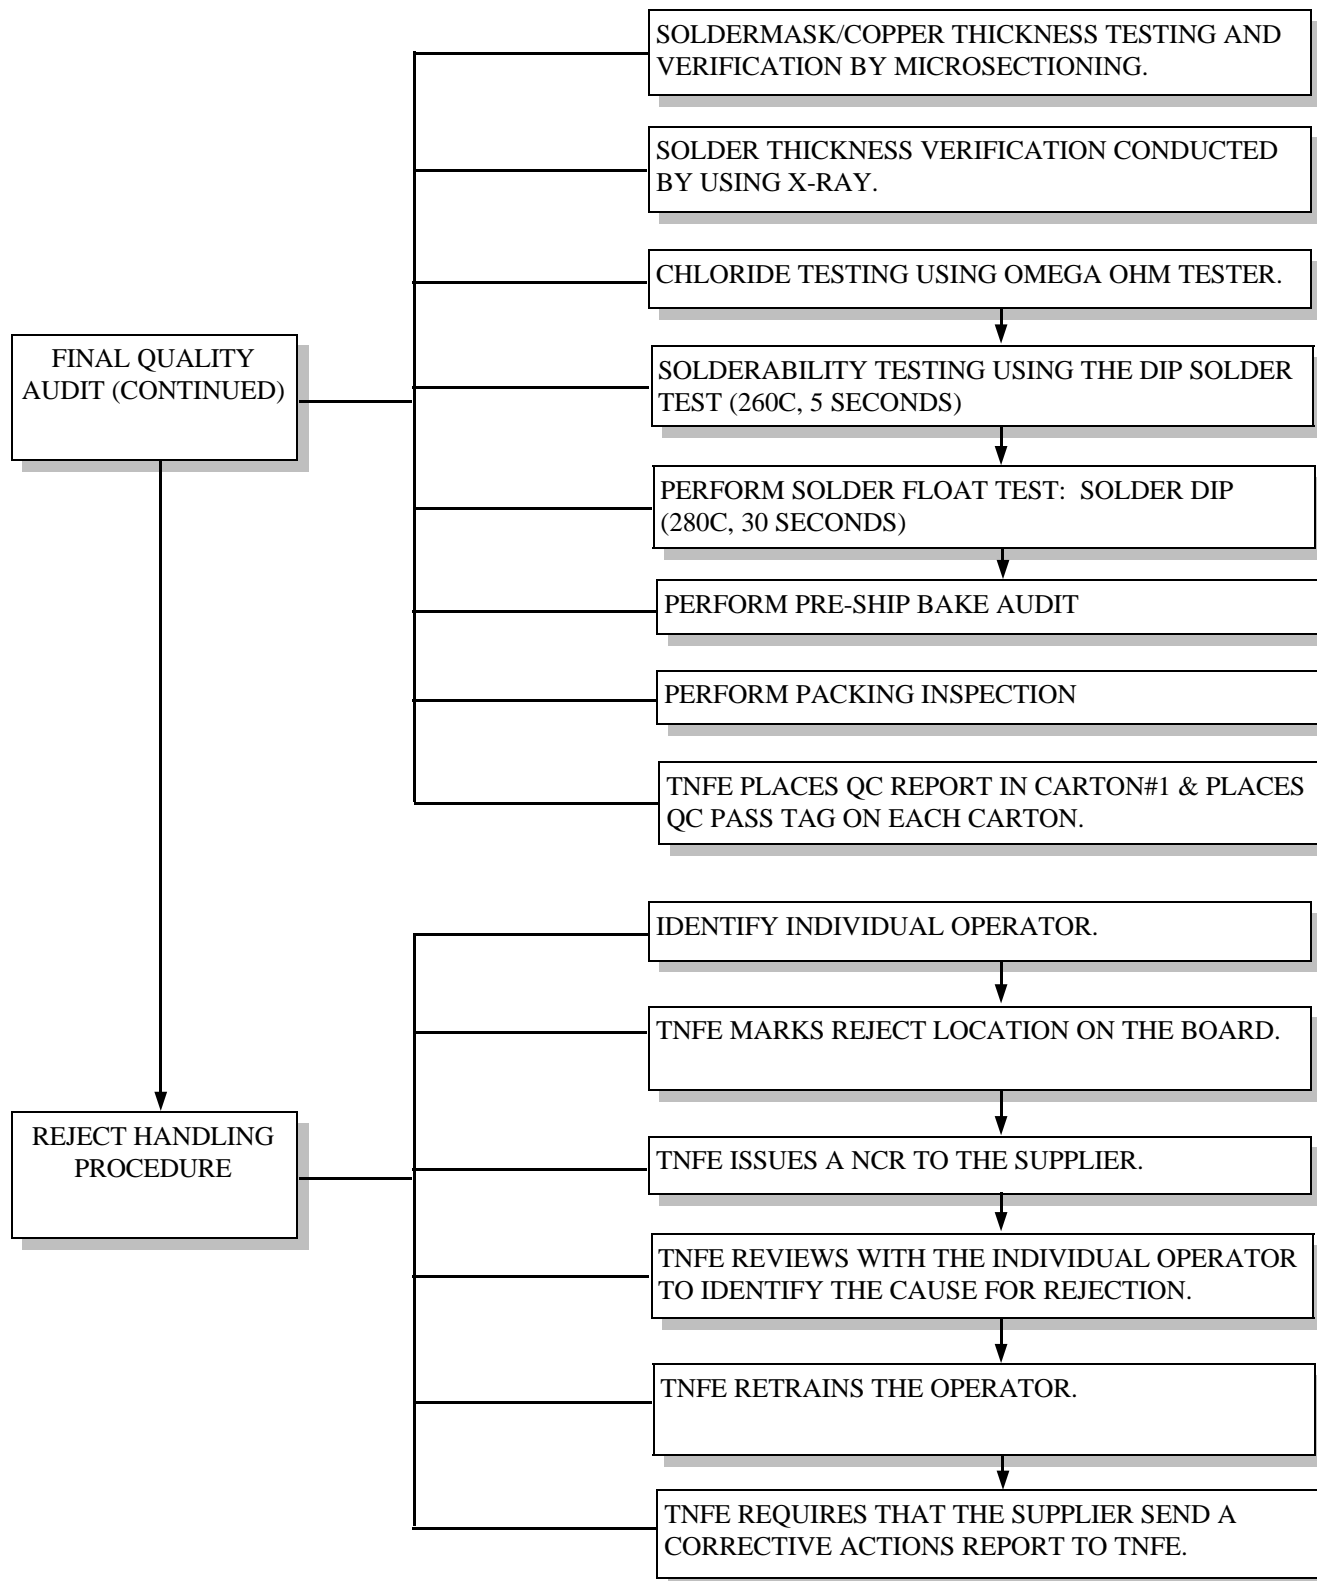 SOLDERMASK/COPPER THICKNESS TESTING AND
VERIFICATION BY MICROSECTIONING.
SOLDER THICKNESS VERIFICATION CONDUCTED
BY USING X-RAY.
CHLORIDE TESTING USING OMEGA OHM TESTER.
FINAL QUALITY
AUDIT (CONTINUED)
SOLDERABILITY TESTING USING THE DIP SOLDER
TEST (260C, 5 SECONDS)
PERFORM SOLDER FLOAT TEST:  SOLDER DIP
(280C, 30 SECONDS)
PERFORM PRE-SHIP BAKE AUDIT
PERFORM PACKING INSPECTION
TNFE PLACES QC REPORT IN CARTON#1 & PLACES
QC PASS TAG ON EACH CARTON.
IDENTIFY INDIVIDUAL OPERATOR.
TNFE MARKS REJECT LOCATION ON THE BOARD.
REJECT HANDLING
PROCEDURE
TNFE ISSUES A NCR TO THE SUPPLIER.
TNFE REVIEWS WITH THE INDIVIDUAL OPERATOR
TO IDENTIFY THE CAUSE FOR REJECTION.
TNFE RETRAINS THE OPERATOR.
TNFE REQUIRES THAT THE SUPPLIER SEND A
CORRECTIVE ACTIONS REPORT TO TNFE.